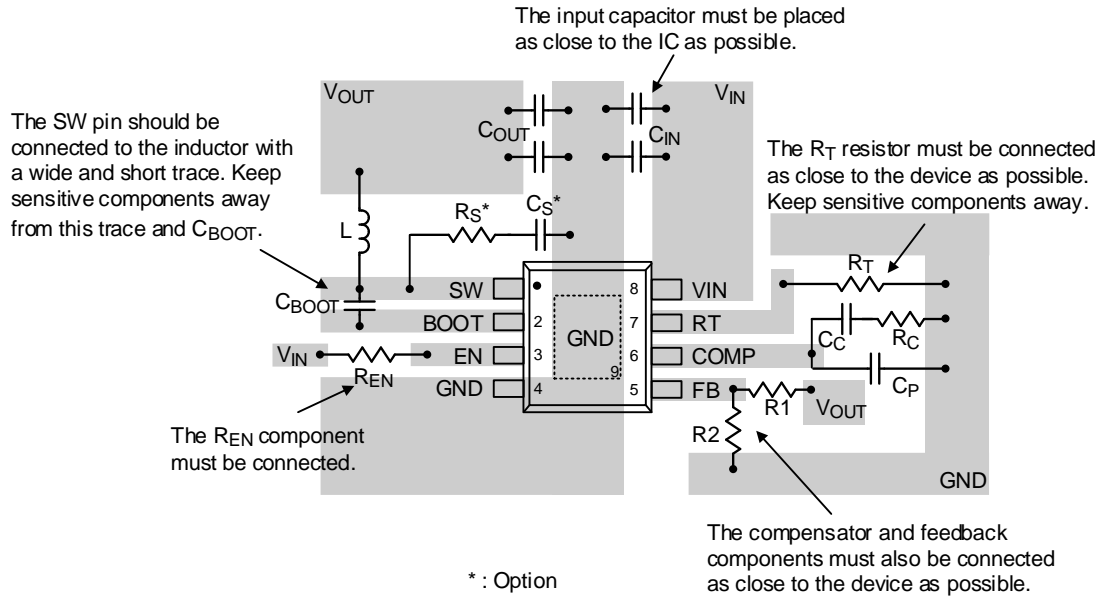 The input capacitor must be placed
as close to the IC as possible.
VOUT
VIN
COUT
CIN
The SW pin should be
connected to the inductor with
a wide and short trace. Keep
sensitive components away
from this trace and CBOOT.
The RT resistor must be connected
as close to the device as possible.
Keep sensitive components away.
RS*
CS*
L
RT
CBOOT
SW
8
VIN
BOOT
2
GND
7
RT
CC
RC
VIN
EN
3
6
COMP
REN
GND
4
9
5
FB
CP
R1
VOUT
R2
The REN component
must be connected.
GND
The compensator and feedback
components must also be connected
as close to the device as possible.
* : Option